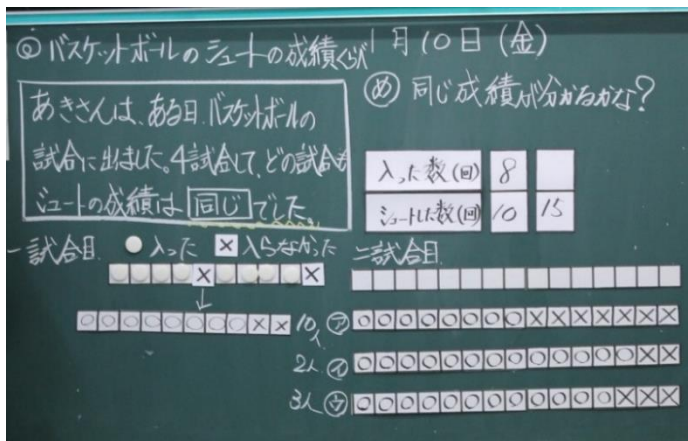 ㋱ バスケットボールのシュートの成績くらべ
1月10日(金)
あきさんは、ある日、バスケットボールの
試合に出ました。4試合して、どの試合も
シュートの成績は 同じ でした。
㋱ 同じ成績が分かるかな?
入った数(回) 8
シュートした数(回) 10 15
一試合目 入った × 入らなかった
×××
○○○○○○○○××
二試合目
10人 ㋐ ○○○○○○○○×××××××
2人 ㋑ ○○○○○○○○○○○○○××
3人 ㋒ ○○○○○○○○○○○○×××